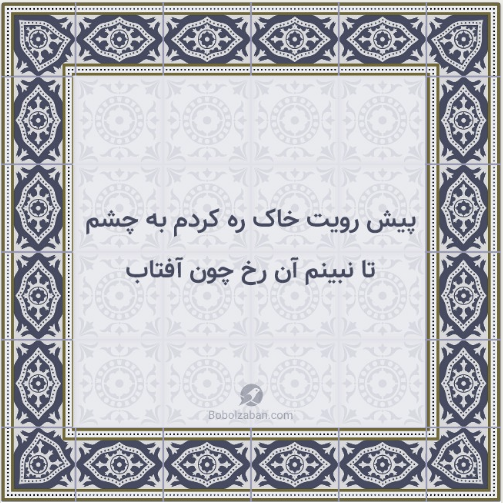 پیش رویت خاک ره کردم به چشم
تا نبینم آن رخ چون آفتاب
Bobolzaban.com